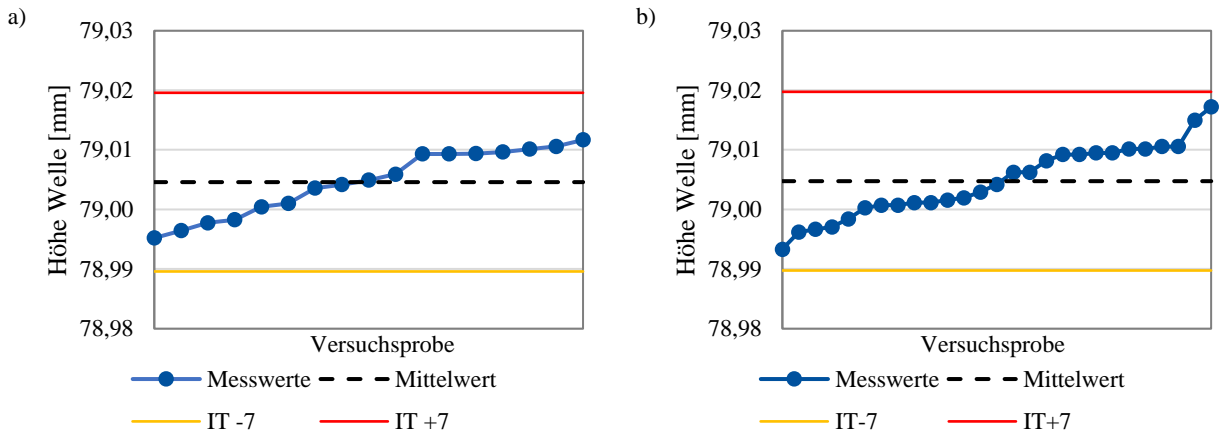 a)
79,03
79,02
79,01
79,00
78,99
78,98
Höhe Welle [mm]
Versuchsprobe
Messwerte
Mittelwert
IT -7
IT +7
b)
79,03
79,02
79,01
79,00
78,99
78,98
Höhe Welle [mm]
Versuchsprobe
Messwerte
Mittelwert
IT-7
IT+7